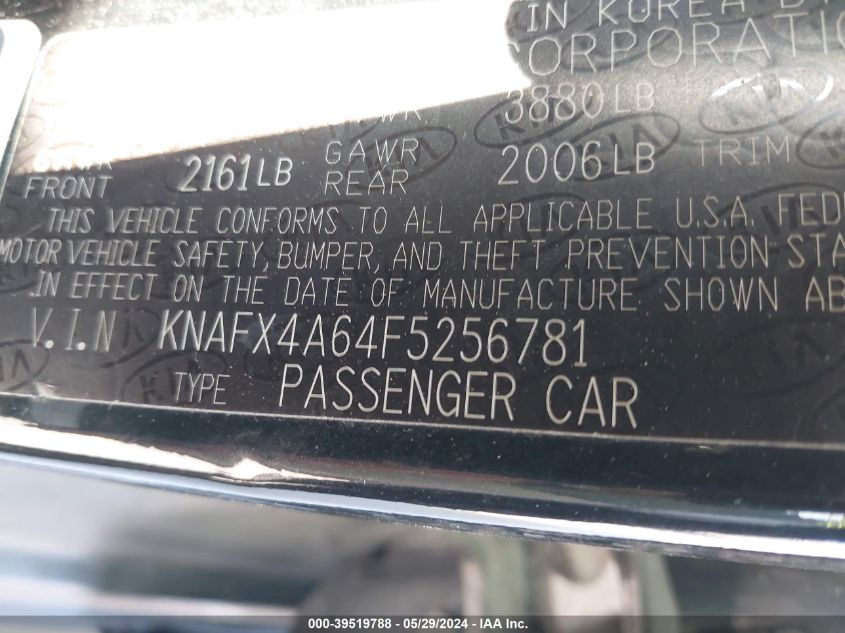 IN KOREA B
CORPORATIO
3880LB
FRONT 2161LB GAWR REAR 2006LB TRIM
THIS VEHICLE CONFORMS TO ALL APPLICABLE U.S.A. FEDE
MOTOR VEHICLE SAFETY, BUMPER, AND THEFT PREVENTION STA
IN EFFECT ON THE DATE OF MANUFACTURE SHOWN AB
V.I.N KNAFX4A64F5256781
TYPE PASSENGER CAR
000-39519788 - 05/29/2024 - IAA, Inc.